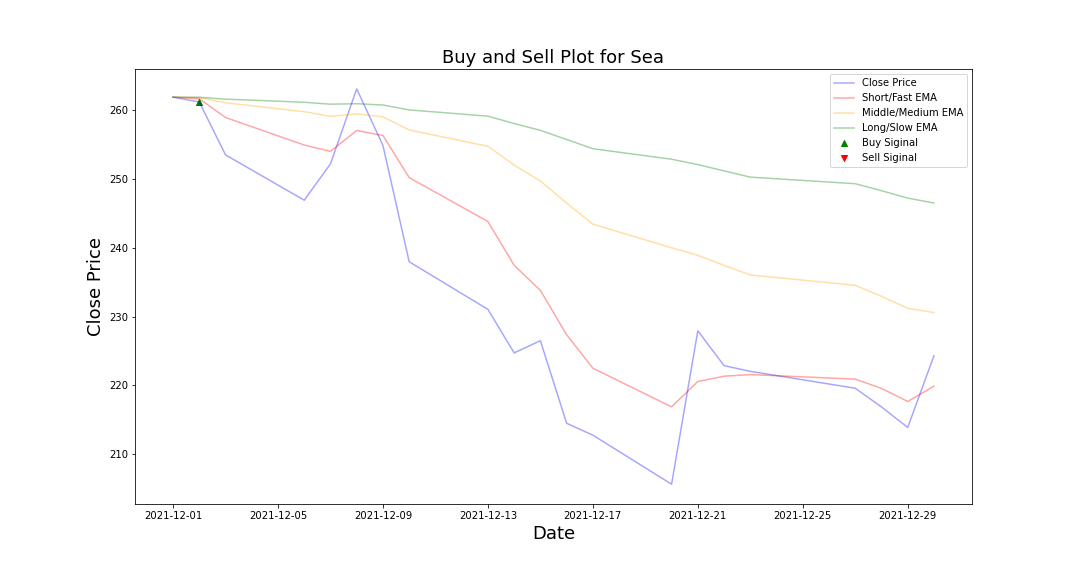 Buy and Sell Plot for Sea
Close Price
Short/Fast EMA
Middle/Medium EMA
Long/Slow EMA
Buy Siginal
Sell Siginal
Close Price
260
250
240
230
220
210
2021-12-01 2021-12-05 2021-12-09 2021-12-13 2021-12-17 2021-12-21 2021-12-25 2021-12-29
Date